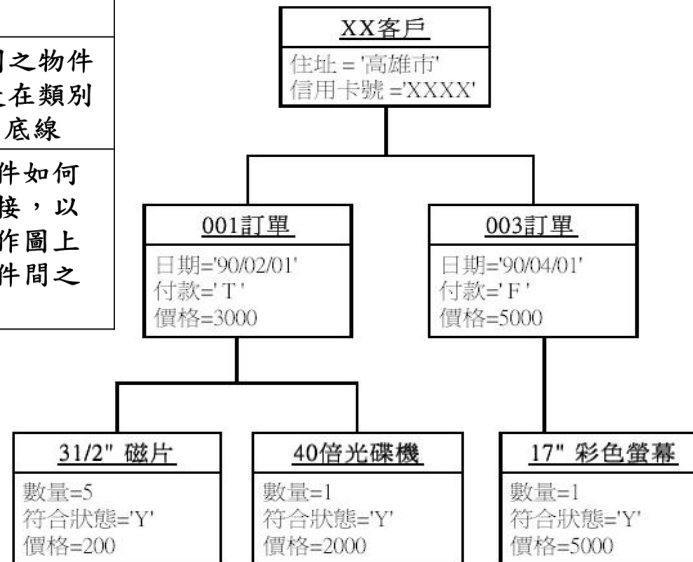 之物件
在類別
底線
件如何
接，以
作圖上
件間之
XX客戶
住址 = '高雄市'
信用卡號 ='XXXX'
001訂單
日期='90/02/01'
付款=' T '
價格=3000
003訂單
日期='90/04/01'
付款=' F '
價格=5000
31/2" 磁片
數量=5
符合狀態='Y'
價格=200
40倍光碟機
數量=1
符合狀態='Y'
價格=2000
17" 彩色螢幕
數量=1
符合狀態='Y'
價格=5000